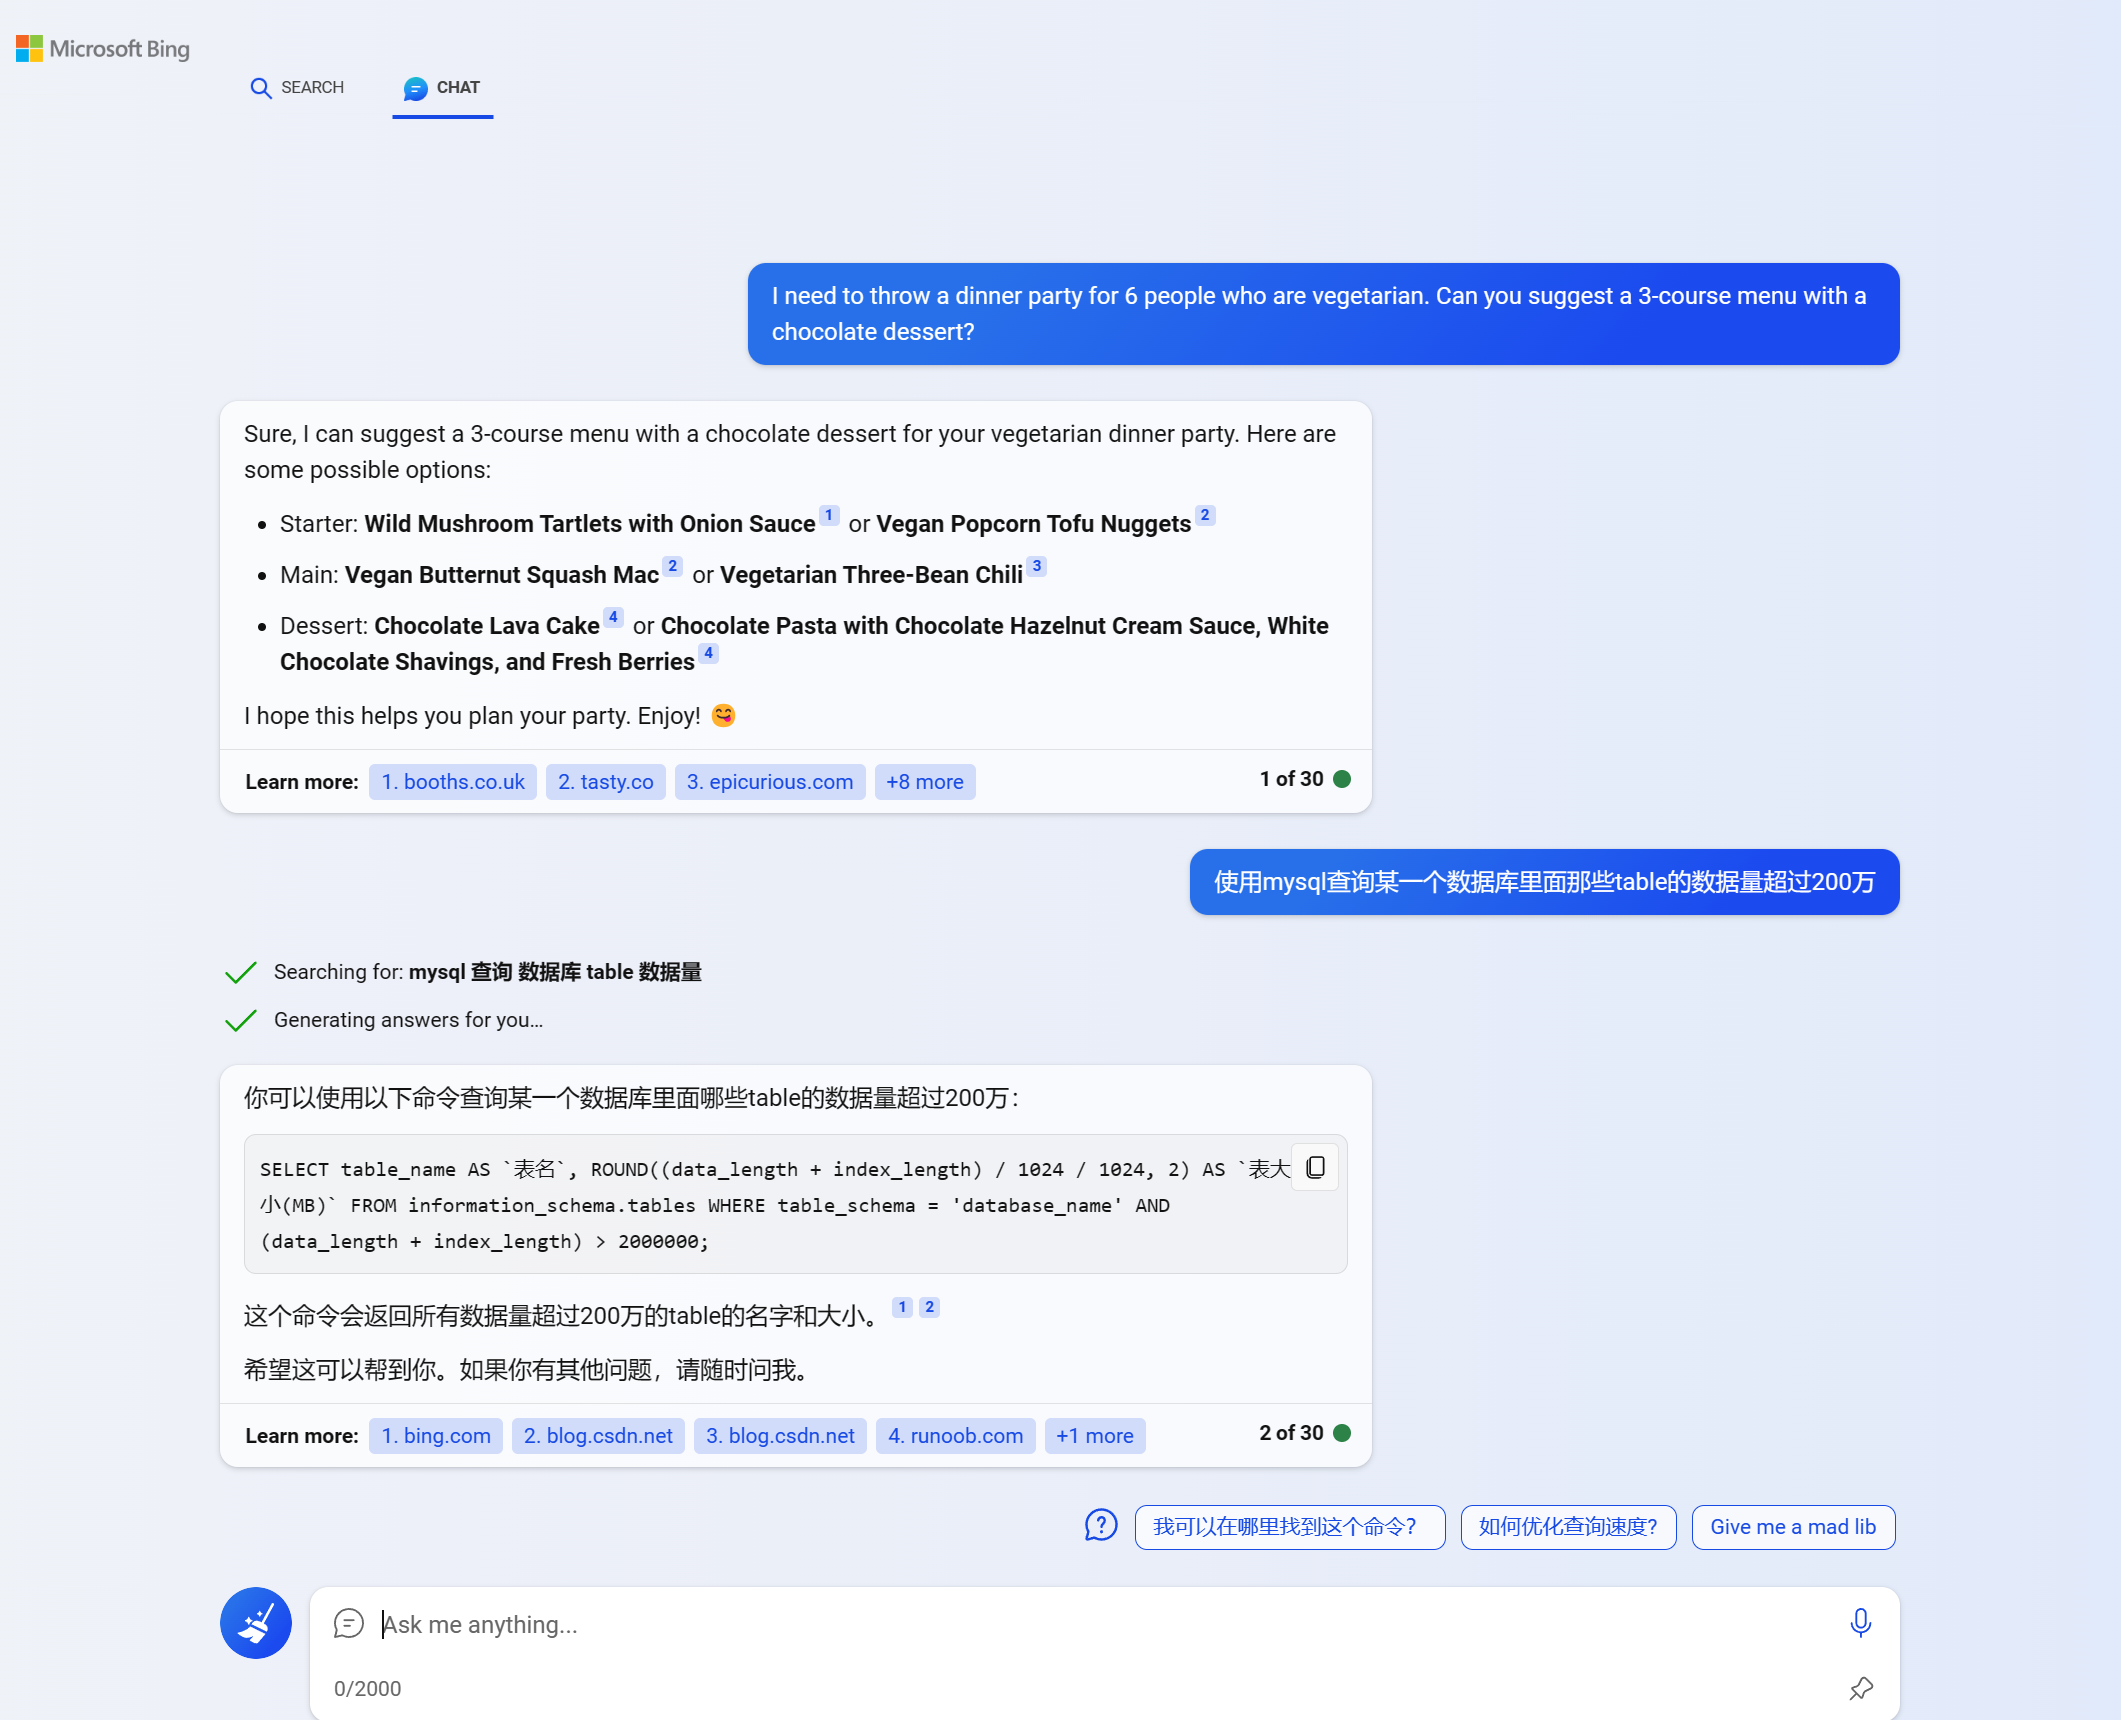 Microsoft Bing
SEARCH
CHAT
I need to throw a dinner party for 6 people who are vegetarian. Can you suggest a 3-course menu with a
chocolate dessert?
Sure, I can suggest a 3-course menu with a chocolate dessert for your vegetarian dinner party. Here are
some possible options:
• Starter: Wild Mushroom Tartlets with Onion Sauce 1 or Vegan Popcorn Tofu Nuggets 2
• Main: Vegan Butternut Squash Mac 2 or Vegetarian Three-Bean Chili 3
• Dessert: Chocolate Lava Cake 4 or Chocolate Pasta with Chocolate Hazelnut Cream Sauce, White
Chocolate Shavings, and Fresh Berries 4
I hope this helps you plan your party. Enjoy! 😋
Learn more: 1. booths.co.uk 2. tasty.co 3. epicurious.com +8 more 1 of 30
使用mysql查询某一个数据库里面那些table的数据量超过200万
Searching for: mysql 查询 数据库 table 数据量
Generating answers for you...
你可以使用以下命令查询某一个数据库里面哪些table的数据量超过200万：
SELECT table_name AS `表名`, ROUND((data_length + index_length) / 1024 / 1024, 2) AS `表大
小(MB)` FROM information_schema.tables WHERE table_schema = 'database_name' AND
(data_length + index_length) > 2000000;
这个命令会返回所有数据量超过200万的table的名字和大小。 1 2
希望这可以帮到你。如果你有其他问题，请随时问我。
Learn more: 1. bing.com 2. blog.csdn.net 3. blog.csdn.net 4. runoob.com +1 more 2 of 30
我可以在哪里找到这个命令？ 如何优化查询速度? Give me a mad lib
Ask me anything...
0/2000